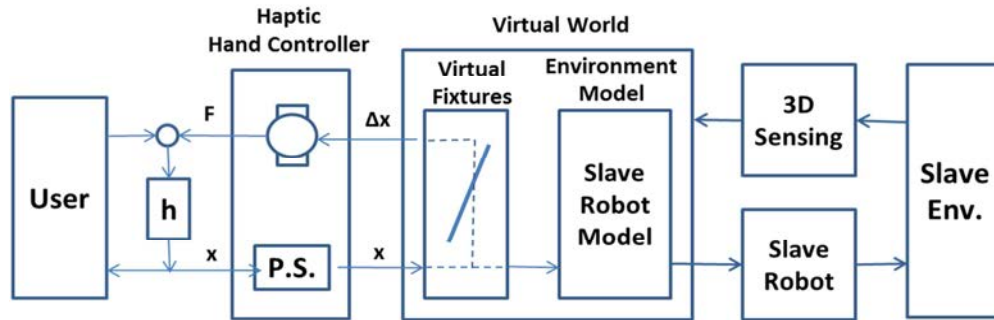 Haptic
Hand Controller
Virtual World
Virtual
Fixtures
Environment
Model
User
F
h
x
P.S.
Δx
x
Slave
Robot
Model
3D
Sensing
Slave
Robot
Slave
Env.